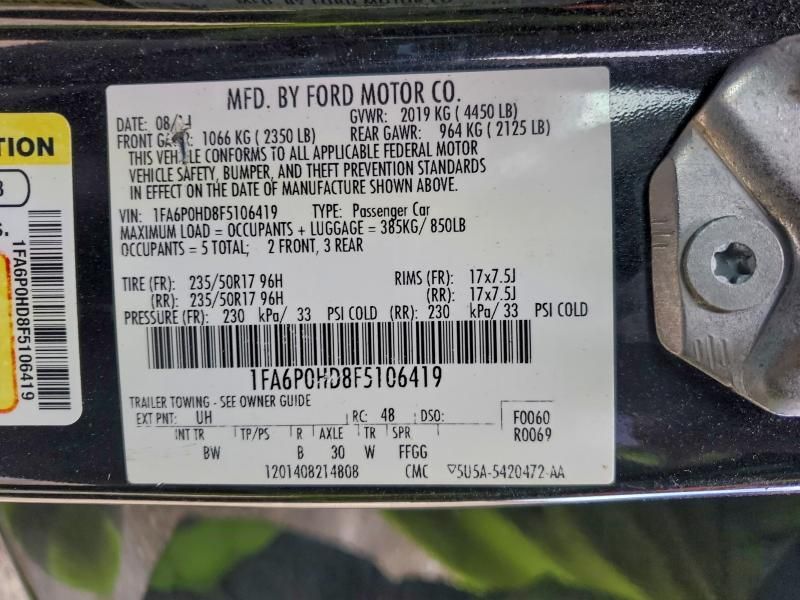 MFD. BY FORD MOTOR CO.
DATE: 08/ GVWR: 2019 KG ( 4450 LB)
FRONT 1066 KG ( 2350 LB) REAR GAWR: 964 KG ( 2125 LB)
THIS VEHICLE CONFORMS TO ALL APPLICABLE FEDERAL MOTOR
VEHICLE SAFETY, BUMPER, AND THEFT PREVENTION STANDARDS
IN EFFECT ON THE DATE OF MANUFACTURE SHOWN ABOVE.
VIN: 1FA6P0HD8F5106419 TYPE: Passenger Car
MAXIMUM LOAD = OCCUPANTS + LUGGAGE = 385KG/ 850LB
OCCUPANTS = 5 TOTAL; 2 FRONT, 3 REAR
TIRE (FR): 235/50R17 96H RIMS (FR): 17x7.5J
(RR): 235/50R17 96H (RR): 17x7.5J
PRESSURE (FR): 230 kPa/ 33 PSI COLD (RR): 230 kPa/ 33 PSI COLD
1FA6P0HD8F5106419
TRAILER TOWING - SEE OWNER GUIDE
EXT PNT: UH RC: 48 DSO: F0060
R0069
INT TR TP/PS R AXLE TR SPR
BW B 30 W FFGG
1201408214808 CMC ▽5U5A-5420472-AA
TION
3
S.
1FA6P0HD8F5106419